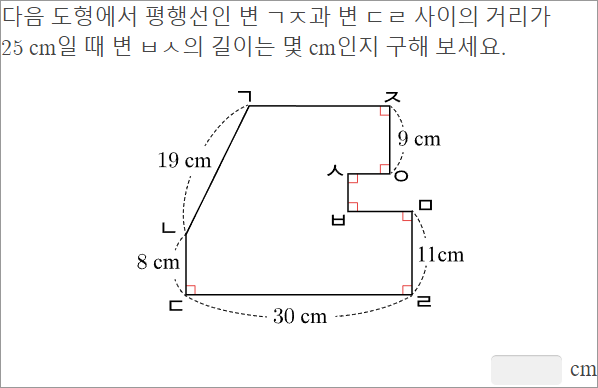 다음 도형에서 평행선인 변 ㄱㅈ과 변 ㄷㄹ 사이의 거리가
25 cm일 때 변 ㅂㅅ의 길이는 몇 cm인지 구해 보세요.
ㄱ
ㅈ
9 cm
19 cm
ㅅ
ㅇ
ㅁ
ㅂ
ㄴ
8 cm
11cm
ㄷ
ㄹ
30 cm
cm